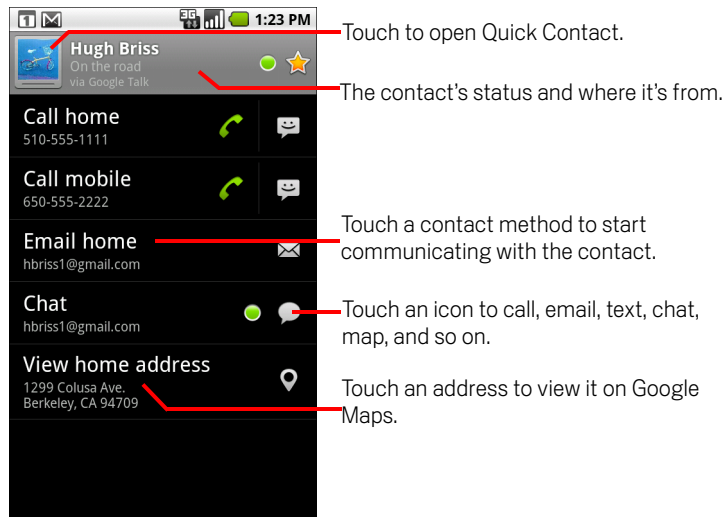 1 3G 1:23 PM
Hugh Briss
On the road
via Google Talk
Call home
510-555-1111
Call mobile
650-555-2222
Email home
hbriss1@gmail.com
Chat
hbriss1@gmail.com
View home address
1299 Colusa Ave.
Berkeley, CA 94709
Touch to open Quick Contact.
The contact's status and where it's from.
Touch a contact method to start
communicating with the contact.
Touch an icon to call, email, text, chat,
map, and so on.
Touch an address to view it on Google
Maps.